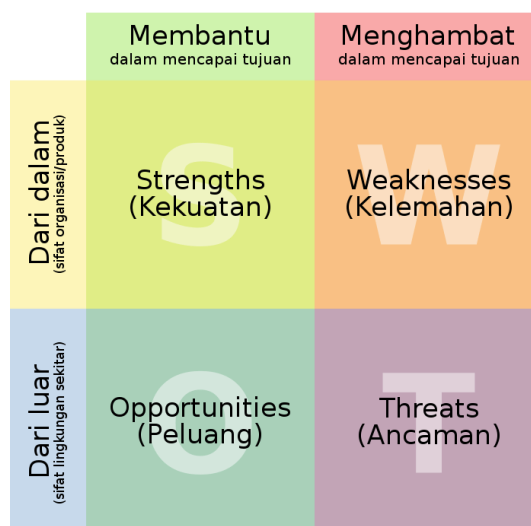 Membantu
dalam mencapai tujuan
Menghambat
dalam mencapai tujuan
Dari dalam
(sifat organisasi/produk)
S
Strengths
(Kekuatan)
W
Weaknesses
(Kelemahan)
Dari luar
(sifat lingkungan sekitar)
O
Opportunities
(Peluang)
T
Threats
(Ancaman)